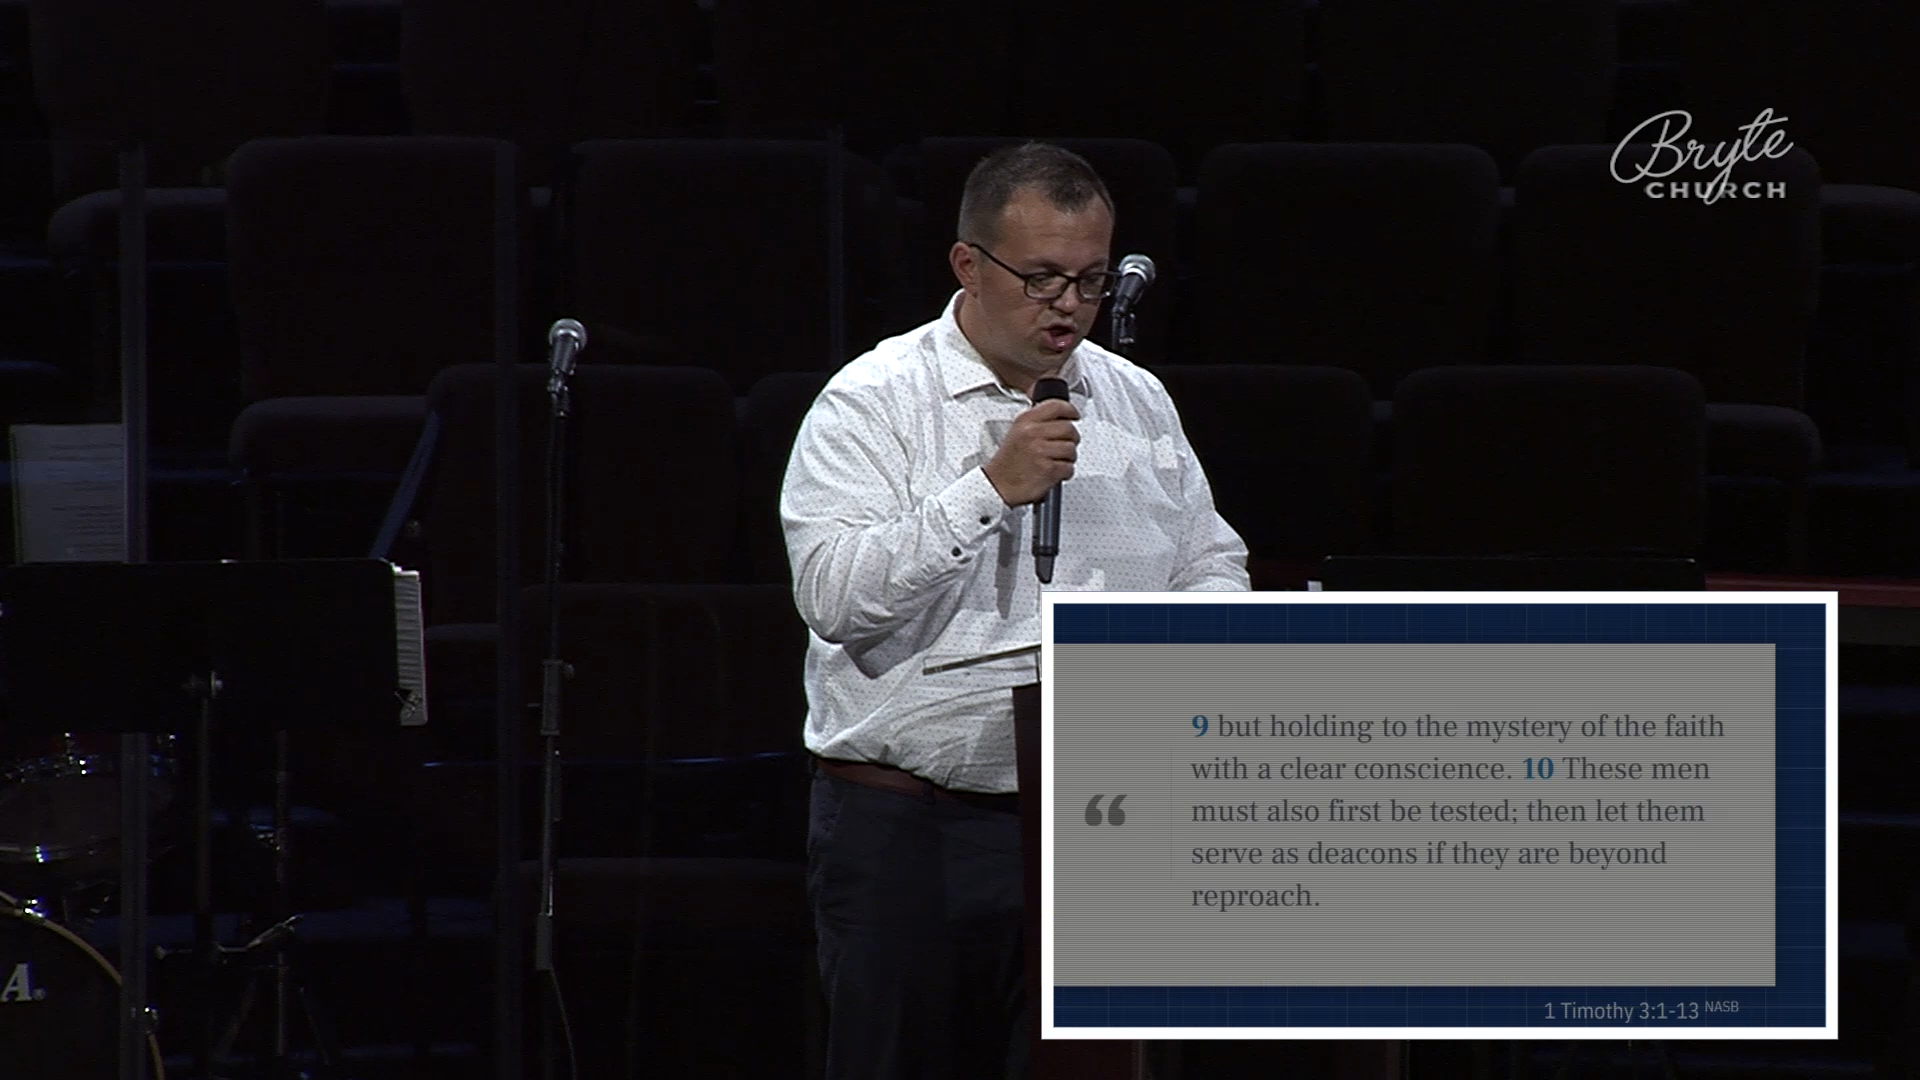 Bryte
CHURCH
9 but holding to the mystery of the faith
with a clear conscience. 10 These men
must also first be tested; then let them
serve as deacons if they are beyond
reproach.
“
1 Timothy 3:1-13 NASB
A.